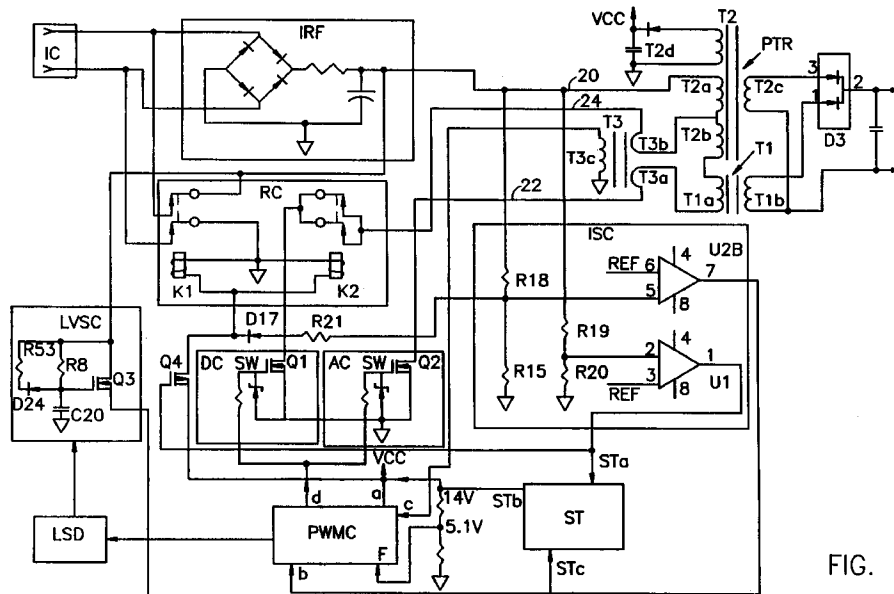 IRF
VCC
T2
IC
T2d
PTR
20
T2a
3
T2c
2
24
T3
1
T3b
T2b
D3
T3c
T1
T3a
22
T1a
T1b
RC
ISC
REF
6
4
U2B
7
R18
5
8
K1
K2
D17
R21
R19
LVSC
R53
R8
Q3
Q4
DC
SW
Q1
AC
SW
Q2
2
4
1
R15
R20
3
8
U1
REF
D24
C20
VCC
STa
d
a
c
14V
STb
ST
LSD
PWMC
5.1V
F
b
STc
FIG.